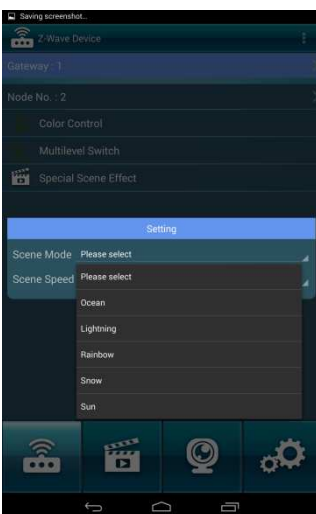 Saving screenshot...
Z-Wave Device
Gateway : 1
Node No. : 2
Color Control
Multilevel Switch
Special Scene Effect
Setting
Scene Mode Please select
Scene Speed Please select
Ocean
Lightning
Rainbow
Snow
Sun